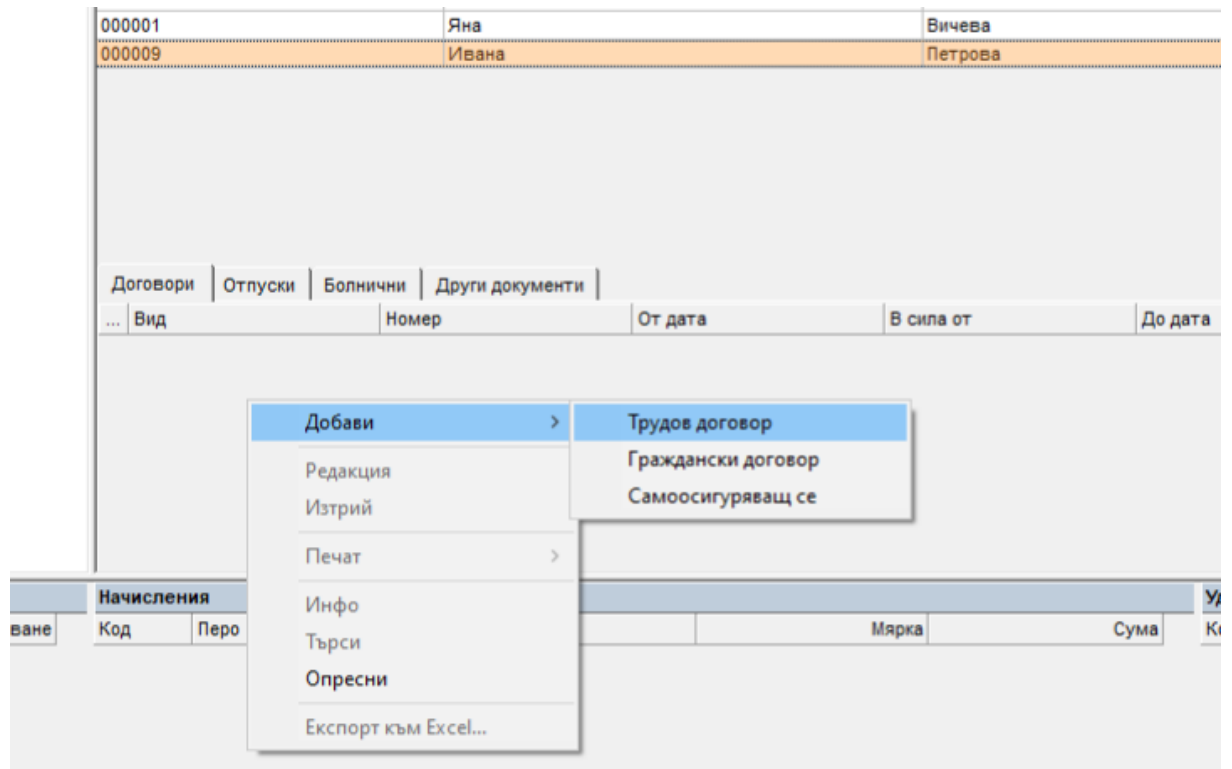 000001 Яна Вичева
000009 Ивана Петрова
Договори Отпуски Болнични Други документи
... Вид Номер От дата В сила от До дата
Добави > Трудов договор
Граждански договор
Редакция
Самоосигуряващ се
Изтрий
Печат >
Начисления
Инфо
ване Код Перо Мярка Сума
Търси
Опресни
Експорт към Excel...